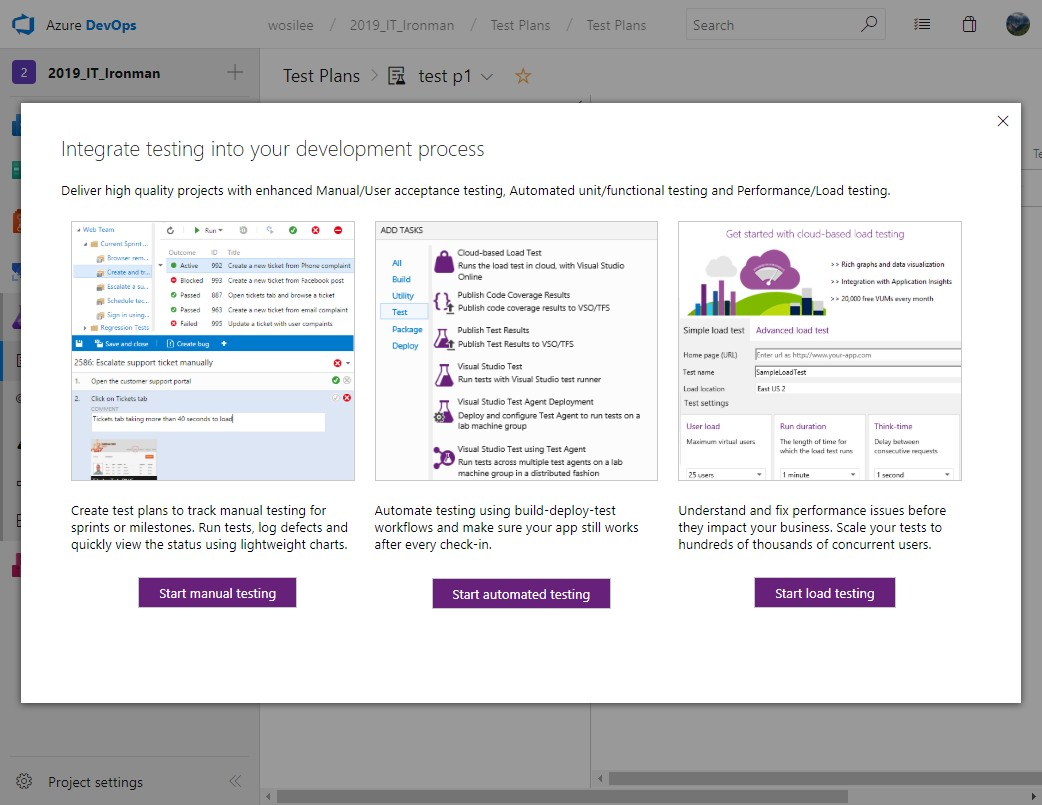 Azure DevOps
wosilee / 2019_IT_Ironman / Test Plans / Test Plans
Search
2 2019_IT_Ironman
Test Plans > test p1
Integrate testing into your development process
Deliver high quality projects with enhanced Manual/User acceptance testing, Automated unit/functional testing and Performance/Load testing.
Web Team
Current Sprint...
Browser rem...
Create and tr...
Escalate a su...
Schedule tec...
Sign in using...
Regression Tests
Run
Outcome ID Title
Active 992 Create a new ticket from Phone complaint
Blocked 993 Create a new ticket from Facebook post
Passed 887 Open tickets tab and browse a ticket
Passed 963 Create a new ticket from email complaint
Failed 995 Update a ticket with user compaints
Save and close Create bug
2586: Escalate support ticket manually
1. Open the customer support portal
2. Click on Tickets tab
COMMENT
Tickets tab taking more than 40 seconds to load
ADD TASKS
All
Build
Utility
Test
Package
Deploy
Cloud-based Load Test
Runs the load test in cloud, with Visual Studio
Online
Publish Code Coverage Results
Publish code coverage results to VSO/TFS
Publish Test Results
Publish Test Results to VSO/TFS
Visual Studio Test
Run tests with Visual Studio test runner
Visual Studio Test Agent Deployment
Deploy and configure Test Agent to run tests on a
lab machine group
Visual Studio Test using Test Agent
Run tests across multiple test agents on a lab
machine group in a distributed fashion
Get started with cloud-based load testing
>> Rich graphs and data visualization
>> Integration with Application Insights
>> 20,000 free VUMs every month
Simple load test Advanced load test
Home page (URL) Enter url as http://www.your-app.com
Test name SampleLoadTest
Load location East US 2
Test settings
User load
Maximum virtual users
25 users
Run duration
The length of time for
which the load test runs
1 minute
Think-time
Delay between
consecutive requests
1 second
Create test plans to track manual testing for
sprints or milestones. Run tests, log defects and
quickly view the status using lightweight charts.
Start manual testing
Automate testing using build-deploy-test
workflows and make sure your app still works
after every check-in.
Start automated testing
Understand and fix performance issues before
they impact your business. Scale your tests to
hundreds of thousands of concurrent users.
Start load testing
Project settings